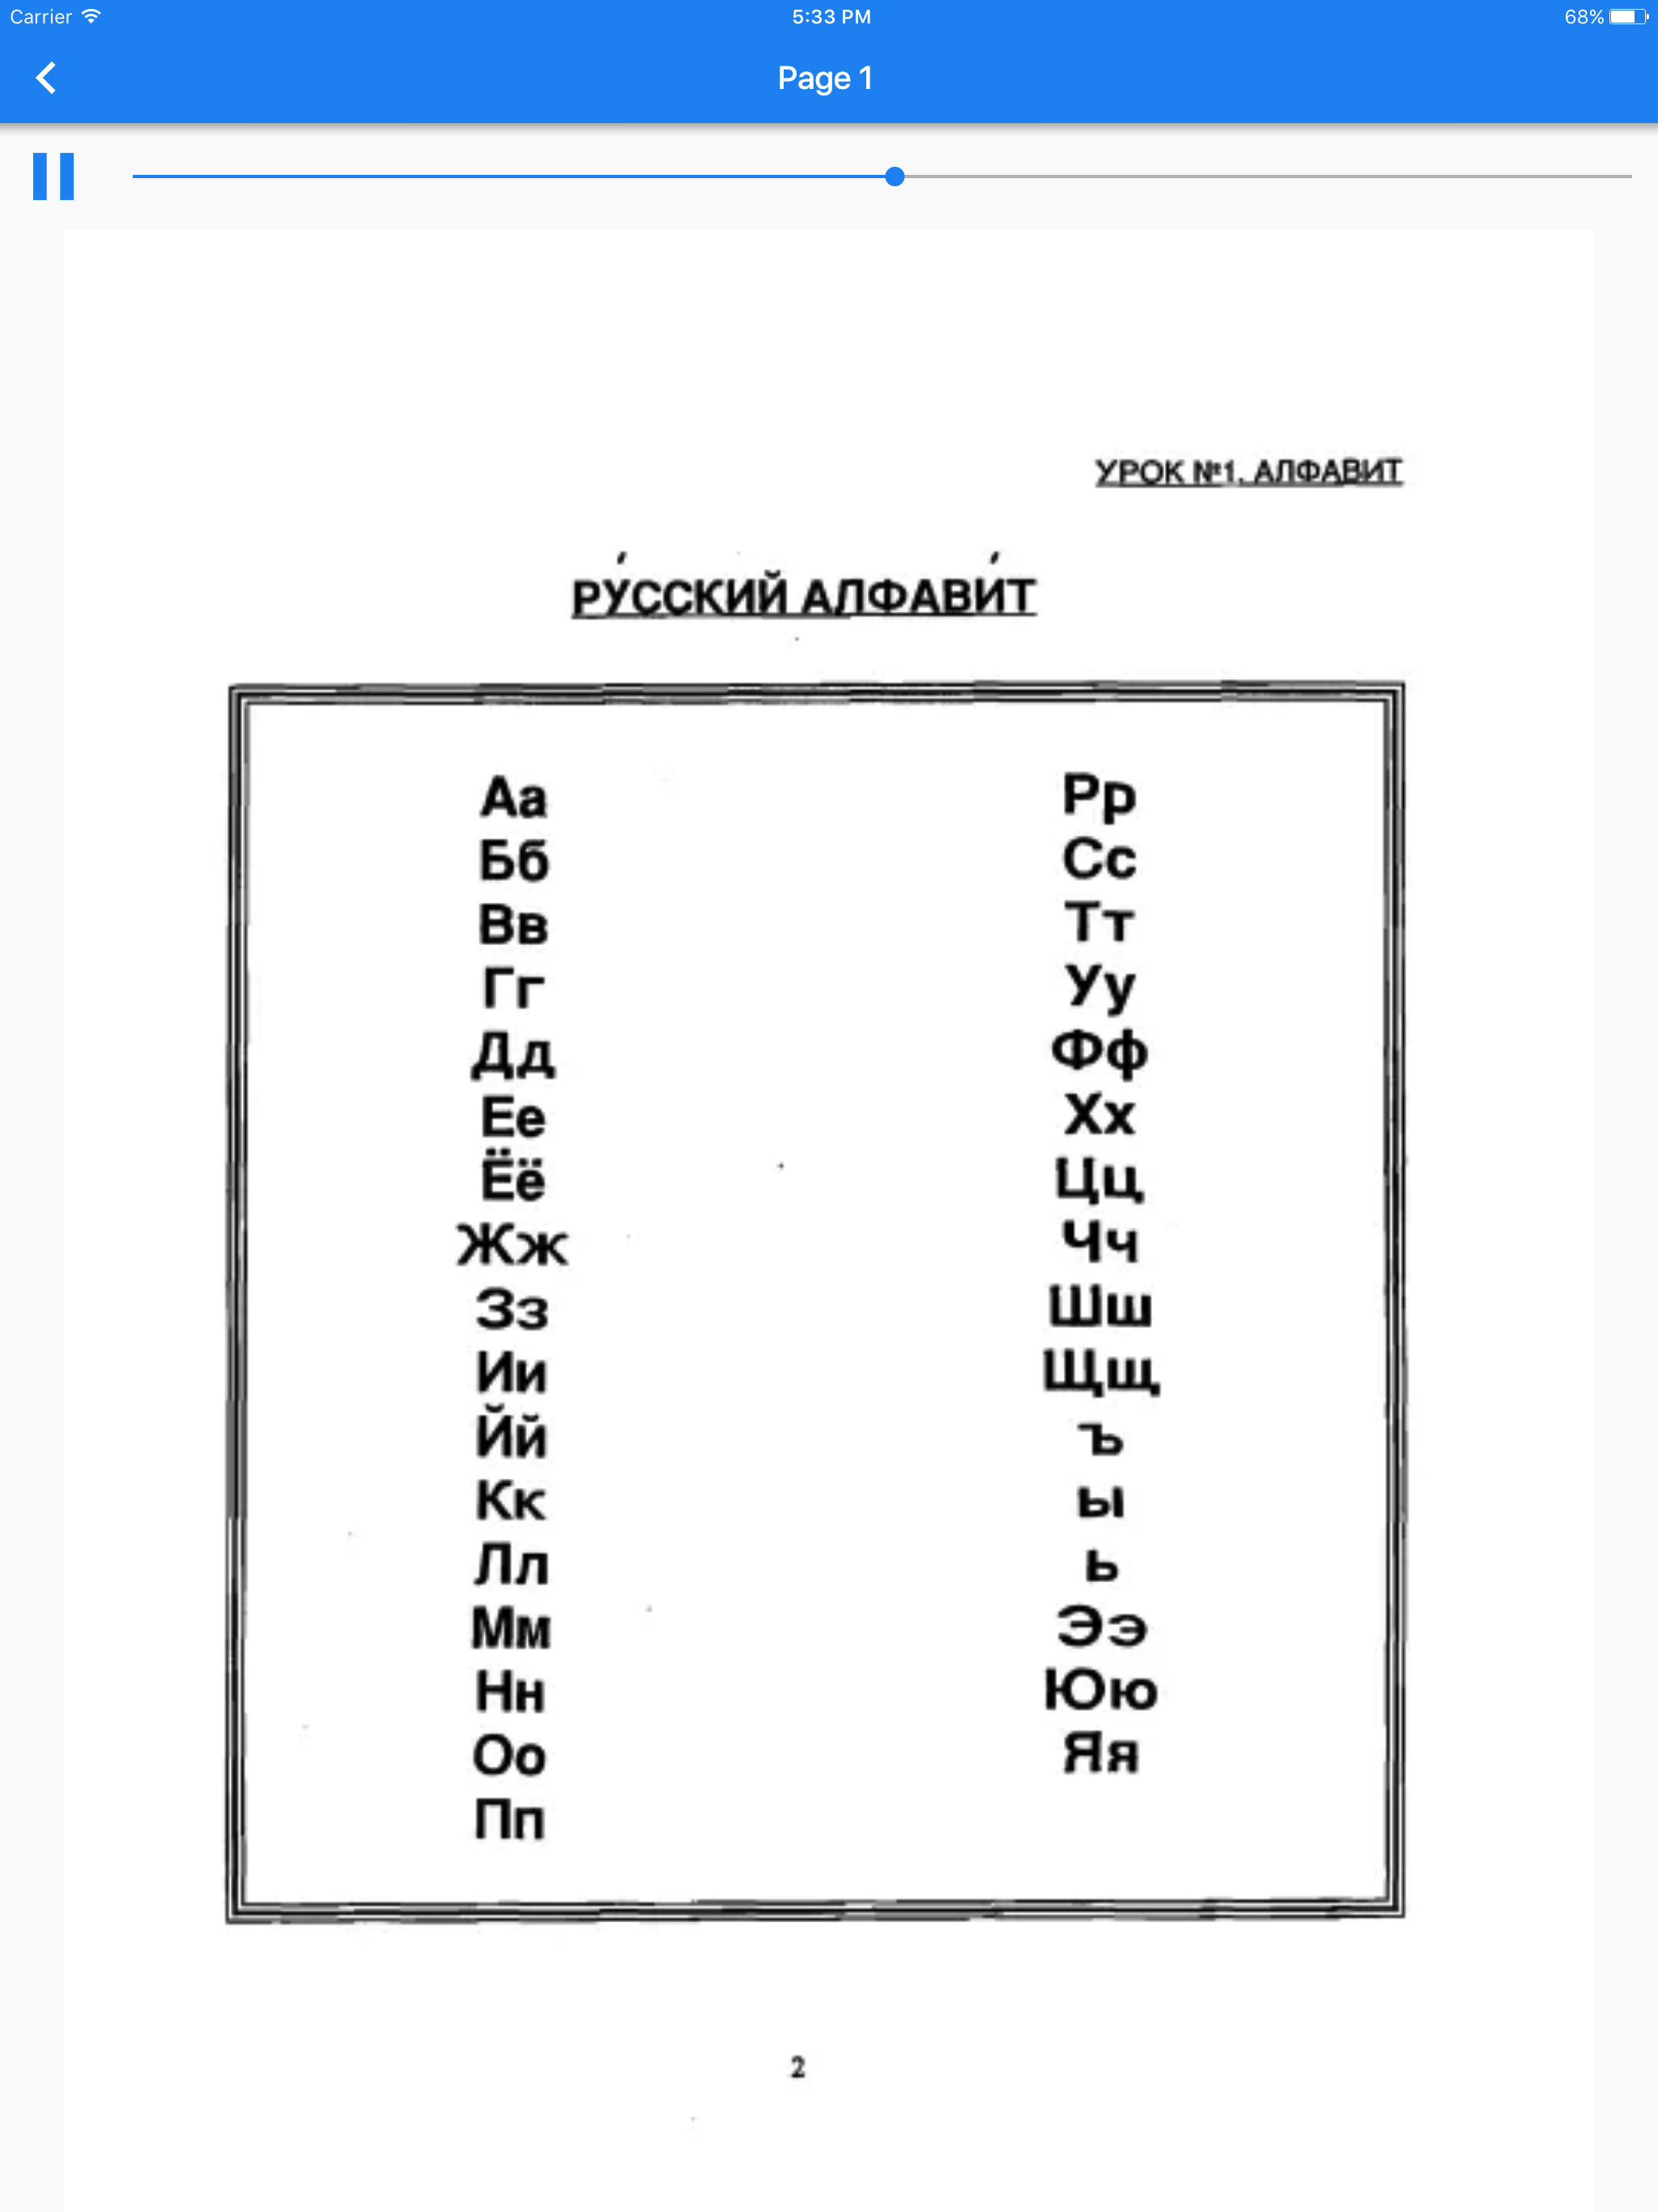 Carrier 5:33 PM 68%
Page 1
УРОК №1. АЛФАВИТ
РУ́ССКИЙ АЛФАВИ́Т
Аа
Бб
Вв
Гг
Дд
Ее
Ёё
Жж
Зз
Ии
Йй
Кк
Лл
Мм
Нн
Оо
Пп
Рр
Сс
Тт
Уу
Фф
Хх
Цц
Чч
Шш
Щщ
ъ
ы
ь
Ээ
Юю
Яя
2